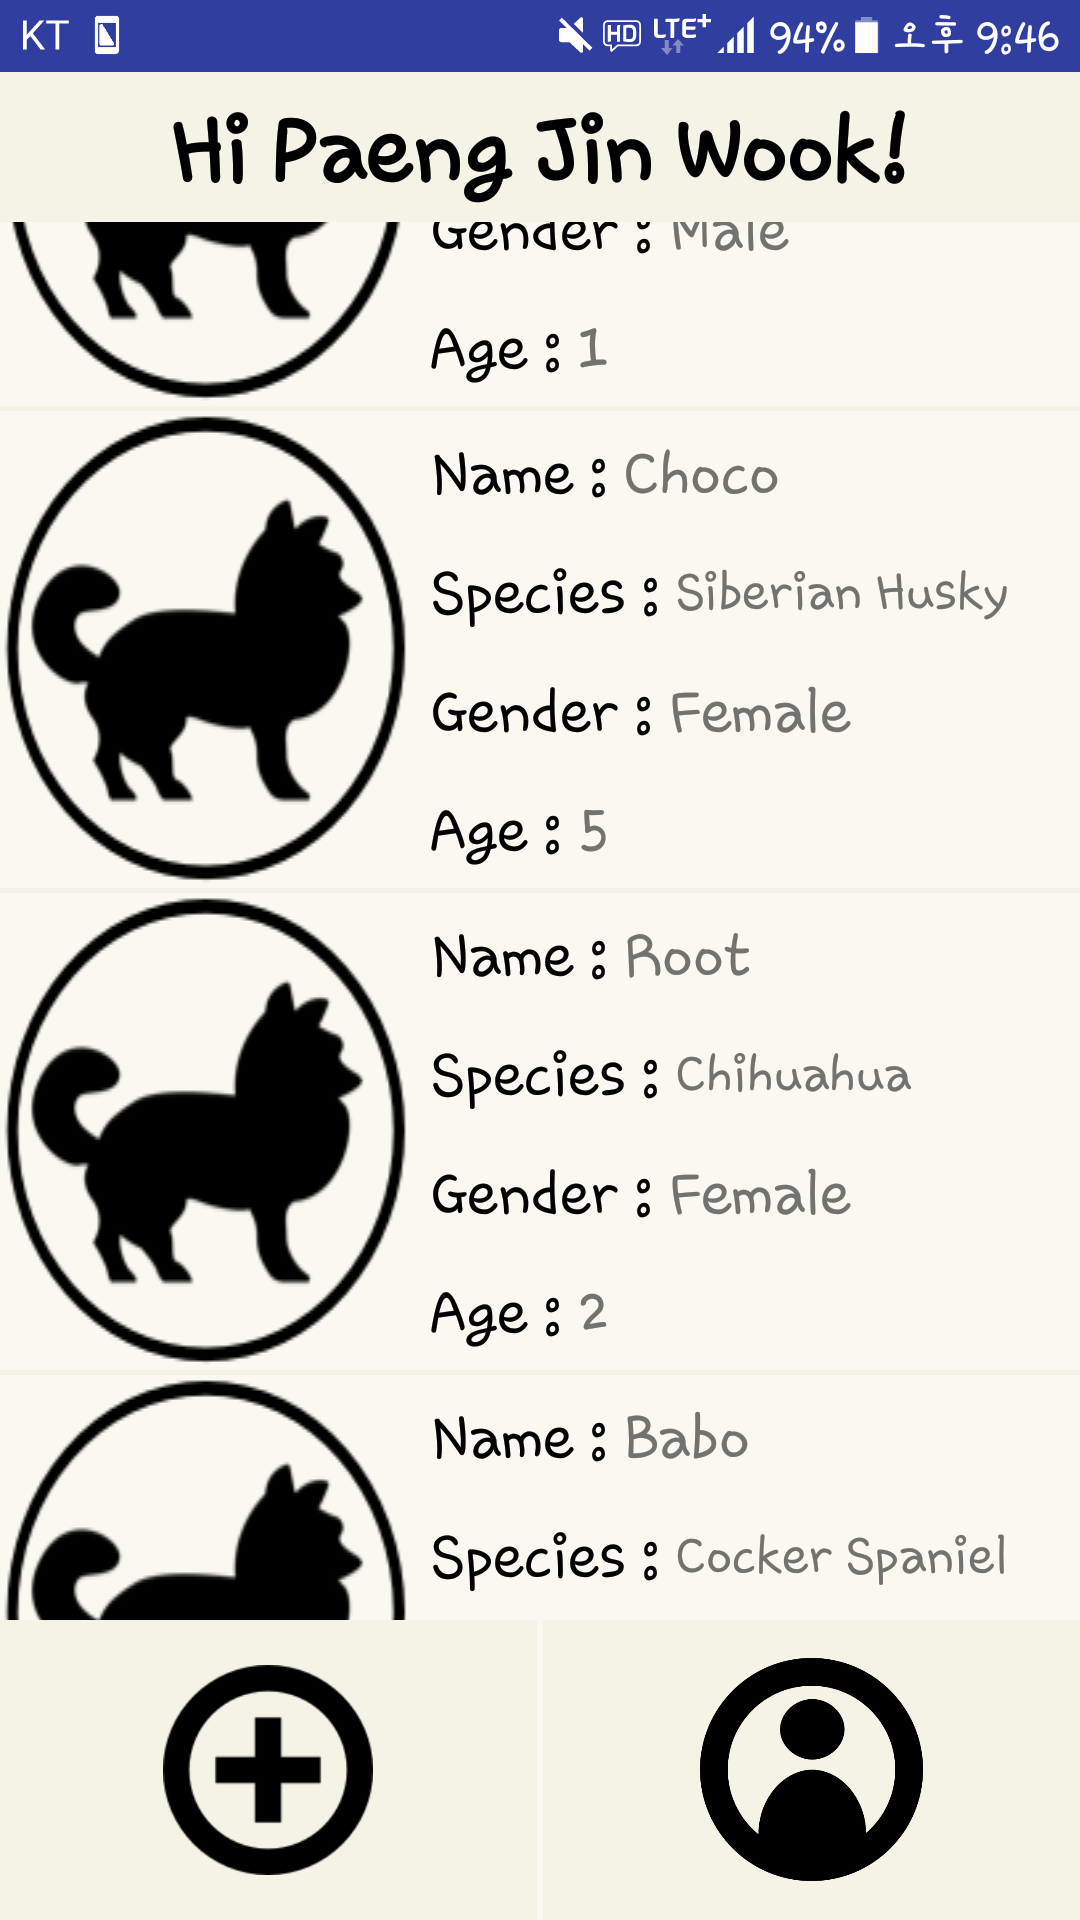 KT HD LTE+ 94% 오후 9:46
Hi Paeng Jin Wook!
Gender : Male
Age : 1
Name : Choco
Species : Siberian Husky
Gender : Female
Age : 5
Name : Root
Species : Chihuahua
Gender : Female
Age : 2
Name : Babo
Species : Cocker Spaniel